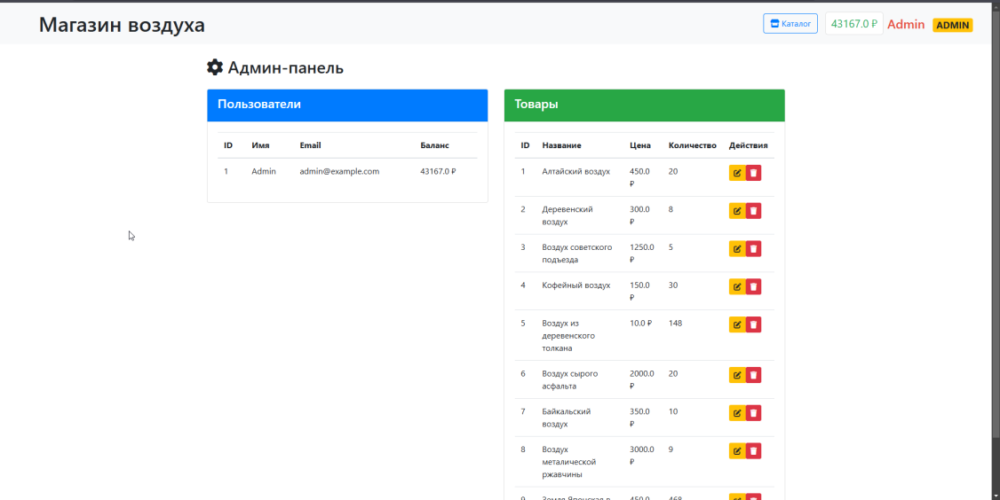 Магазин воздуха
Каталог
43167.0 ₽
Admin
ADMIN
Админ-панель
Пользователи
ID Имя Email Баланс
1 Admin admin@example.com 43167.0 ₽
Товары
ID Название Цена Количество Действия
1 Алтайский воздух 450.0 20
₽
2 Деревенский 300.0 8
воздух ₽
3 Воздух советского 1250.0 5
подъезда ₽
4 Кофейный воздух 150.0 30
₽
5 Воздух из 10.0 ₽ 148
деревенского
толкана
6 Воздух сырого 2000.0 20
асфальта ₽
7 Байкальский 350.0 10
воздух ₽
8 Воздух 3000.0 9
металической ₽
ржавчины
9 Земля Японская в 450.0 468